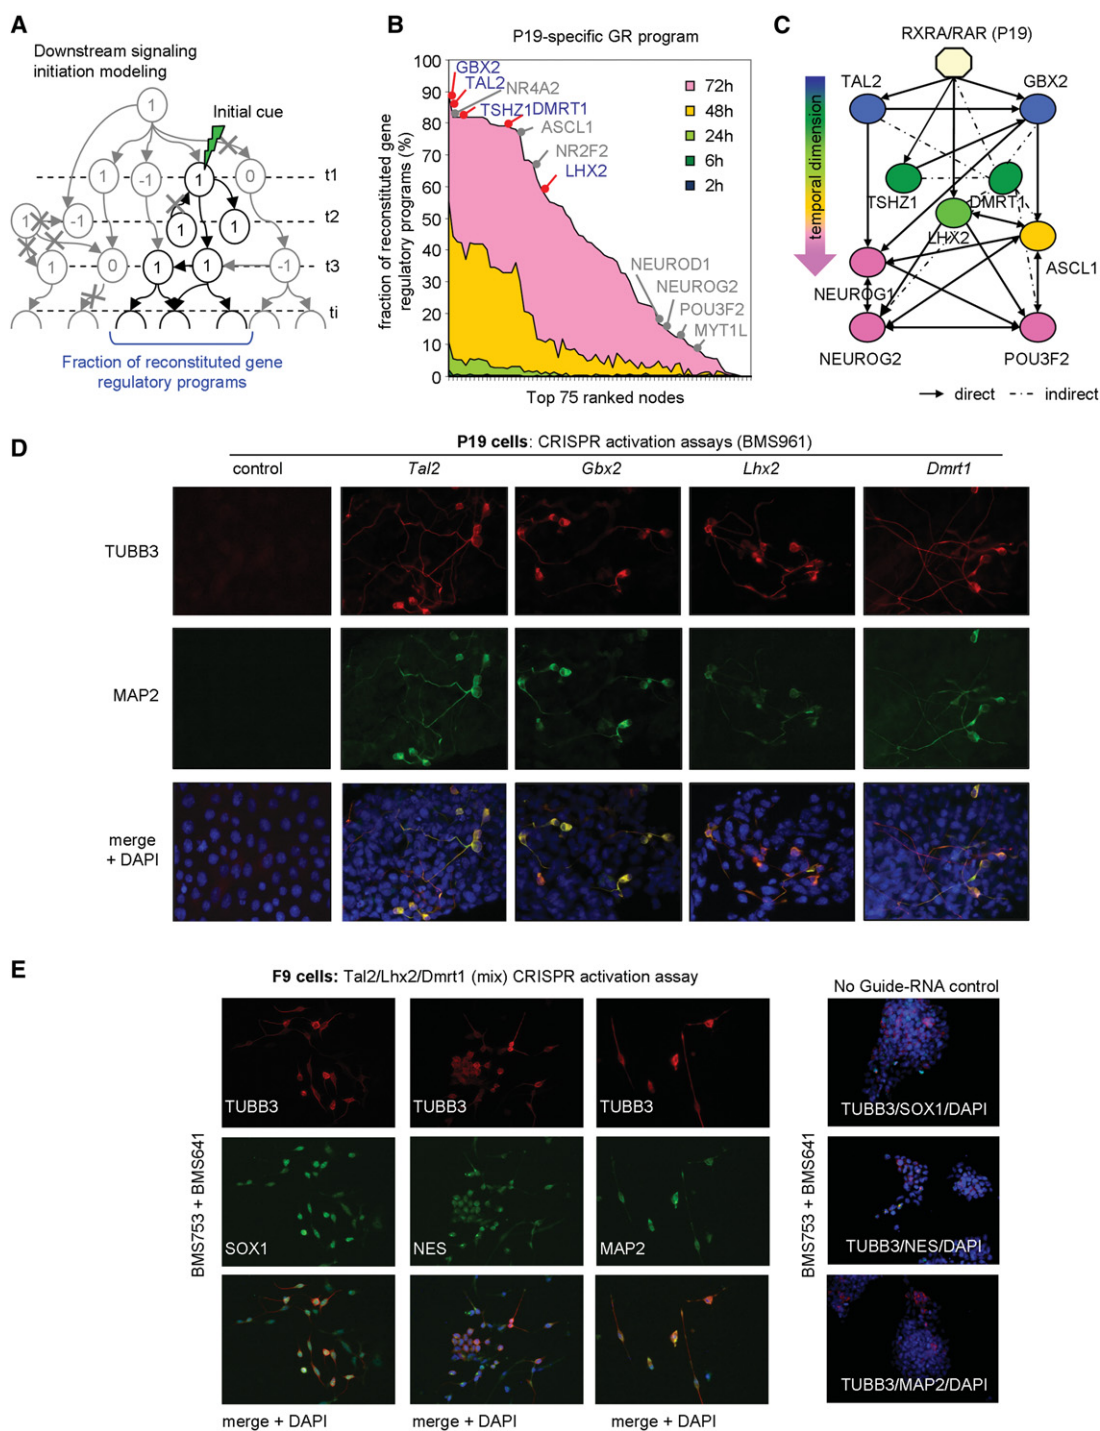 A
Downstream signaling
initiation modeling
Initial cue
1
1
-1
1
0
t1
1
-1
1
1
t2
1
0
1
1
-1
t3
ti
Fraction of reconstituted gene
regulatory programs
B
P19-specific GR program
fraction of reconstituted gene
regulatory programs (%)
100
90
80
70
60
50
40
30
20
10
0
GBX2
TAL2
NR4A2
TSHZ1
DMRT1
ASCL1
NR2F2
LHX2
NEUROD1
NEUROG2
POU3F2
MYT1L
72h
48h
24h
6h
2h
Top 75 ranked nodes
C
RXRA/RAR (P19)
TAL2
GBX2
temporal dimension
TSHZ1
DMRT1
LHX2
ASCL1
NEUROG1
NEUROG2
POU3F2
direct
indirect
D
P19 cells: CRISPR activation assays (BMS961)
control
Tal2
Gbx2
Lhx2
Dmrt1
TUBB3
MAP2
merge
+ DAPI
E
F9 cells: Tal2/Lhx2/Dmrt1 (mix) CRISPR activation assay
No Guide-RNA control
BMS753 + BMS641
TUBB3
TUBB3
TUBB3
SOX1
NES
MAP2
merge + DAPI
merge + DAPI
merge + DAPI
BMS753 + BMS641
TUBB3/SOX1/DAPI
TUBB3/NES/DAPI
TUBB3/MAP2/DAPI